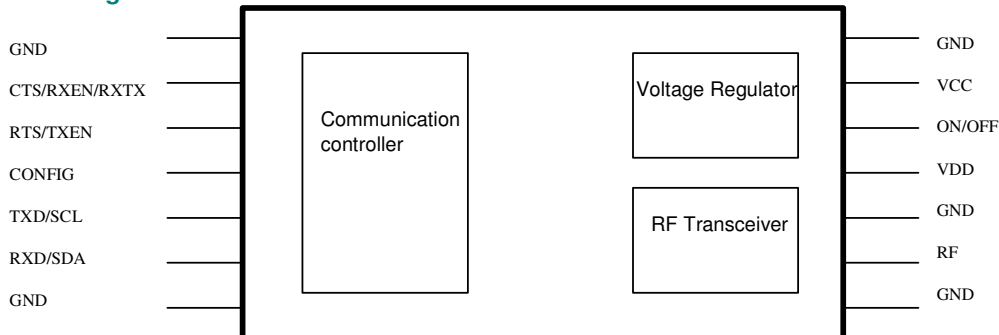 GND
CTS/RXEN/RXTX
RTS/TXEN
CONFIG
TXD/SCL
RXD/SDA
GND
Communication
controller
Voltage Regulator
RF Transceiver
GND
VCC
ON/OFF
VDD
GND
RF
GND